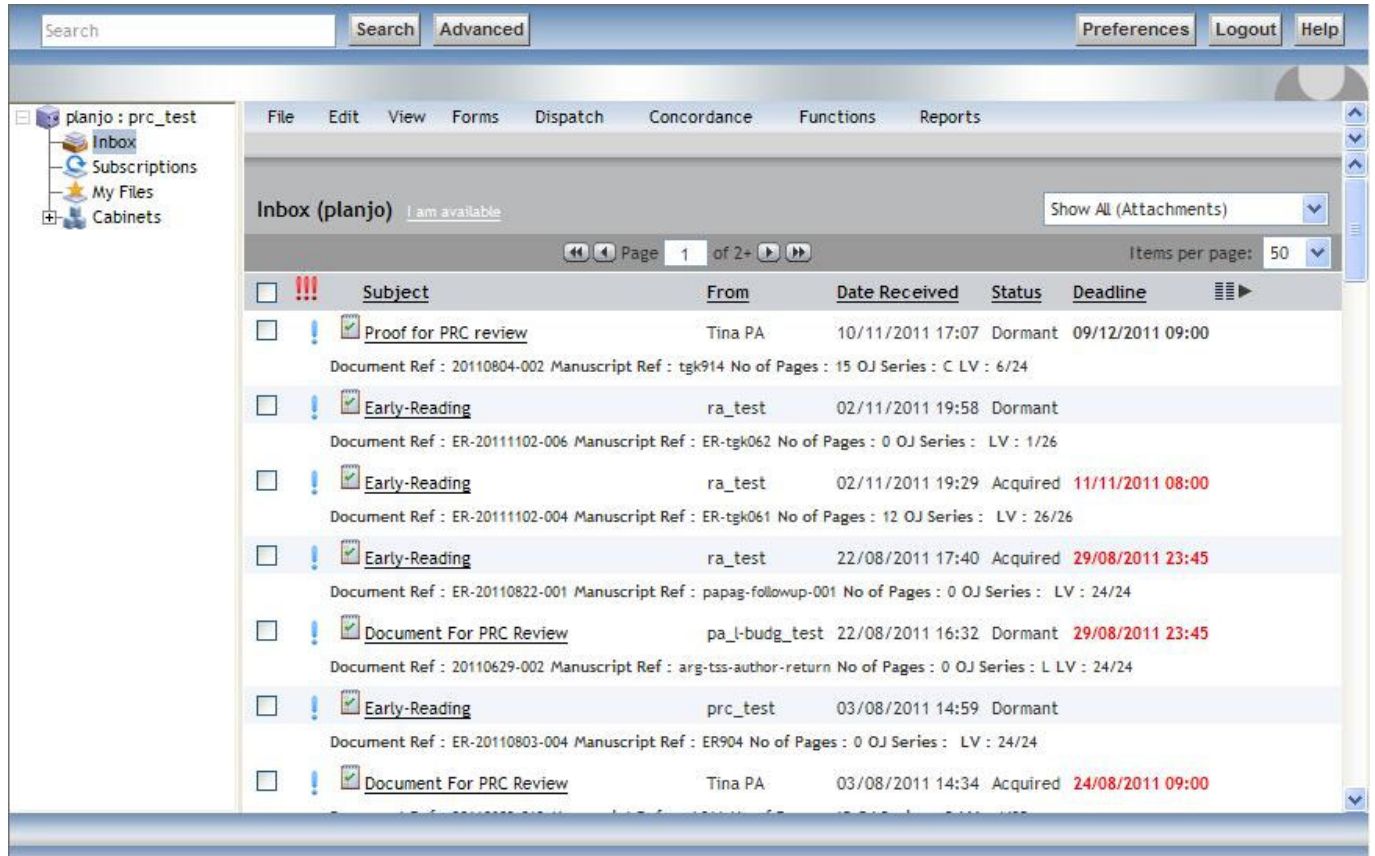 Search Search Advanced Preferences Logout Help
planjo : prc_test
Inbox
Subscriptions
My Files
Cabinets
File Edit View Forms Dispatch Concordance Functions Reports
Inbox (planjo) I am available Show All (Attachments)
Page 1 of 2+ Items per page: 50
!!! Subject From Date Received Status Deadline
Proof for PRC review Tina PA 10/11/2011 17:07 Dormant 09/12/2011 09:00
Document Ref : 20110804-002 Manuscript Ref : tgk914 No of Pages : 15 OJ Series : C LV : 6/24
Early-Reading ra_test 02/11/2011 19:58 Dormant
Document Ref : ER-20111102-006 Manuscript Ref : ER-tgk062 No of Pages : 0 OJ Series : LV : 1/26
Early-Reading ra_test 02/11/2011 19:29 Acquired 11/11/2011 08:00
Document Ref : ER-20111102-004 Manuscript Ref : ER-tgk061 No of Pages : 12 OJ Series : LV : 26/26
Early-Reading ra_test 22/08/2011 17:40 Acquired 29/08/2011 23:45
Document Ref : ER-20110822-001 Manuscript Ref : papag-followup-001 No of Pages : 0 OJ Series : LV : 24/24
Document For PRC Review pa_l-budg_test 22/08/2011 16:32 Dormant 29/08/2011 23:45
Document Ref : 20110629-002 Manuscript Ref : arg-tss-author-return No of Pages : 0 OJ Series : L LV : 24/24
Early-Reading prc_test 03/08/2011 14:59 Dormant
Document Ref : ER-20110803-004 Manuscript Ref : ER904 No of Pages : 0 OJ Series : LV : 24/24
Document For PRC Review Tina PA 03/08/2011 14:34 Acquired 24/08/2011 09:00